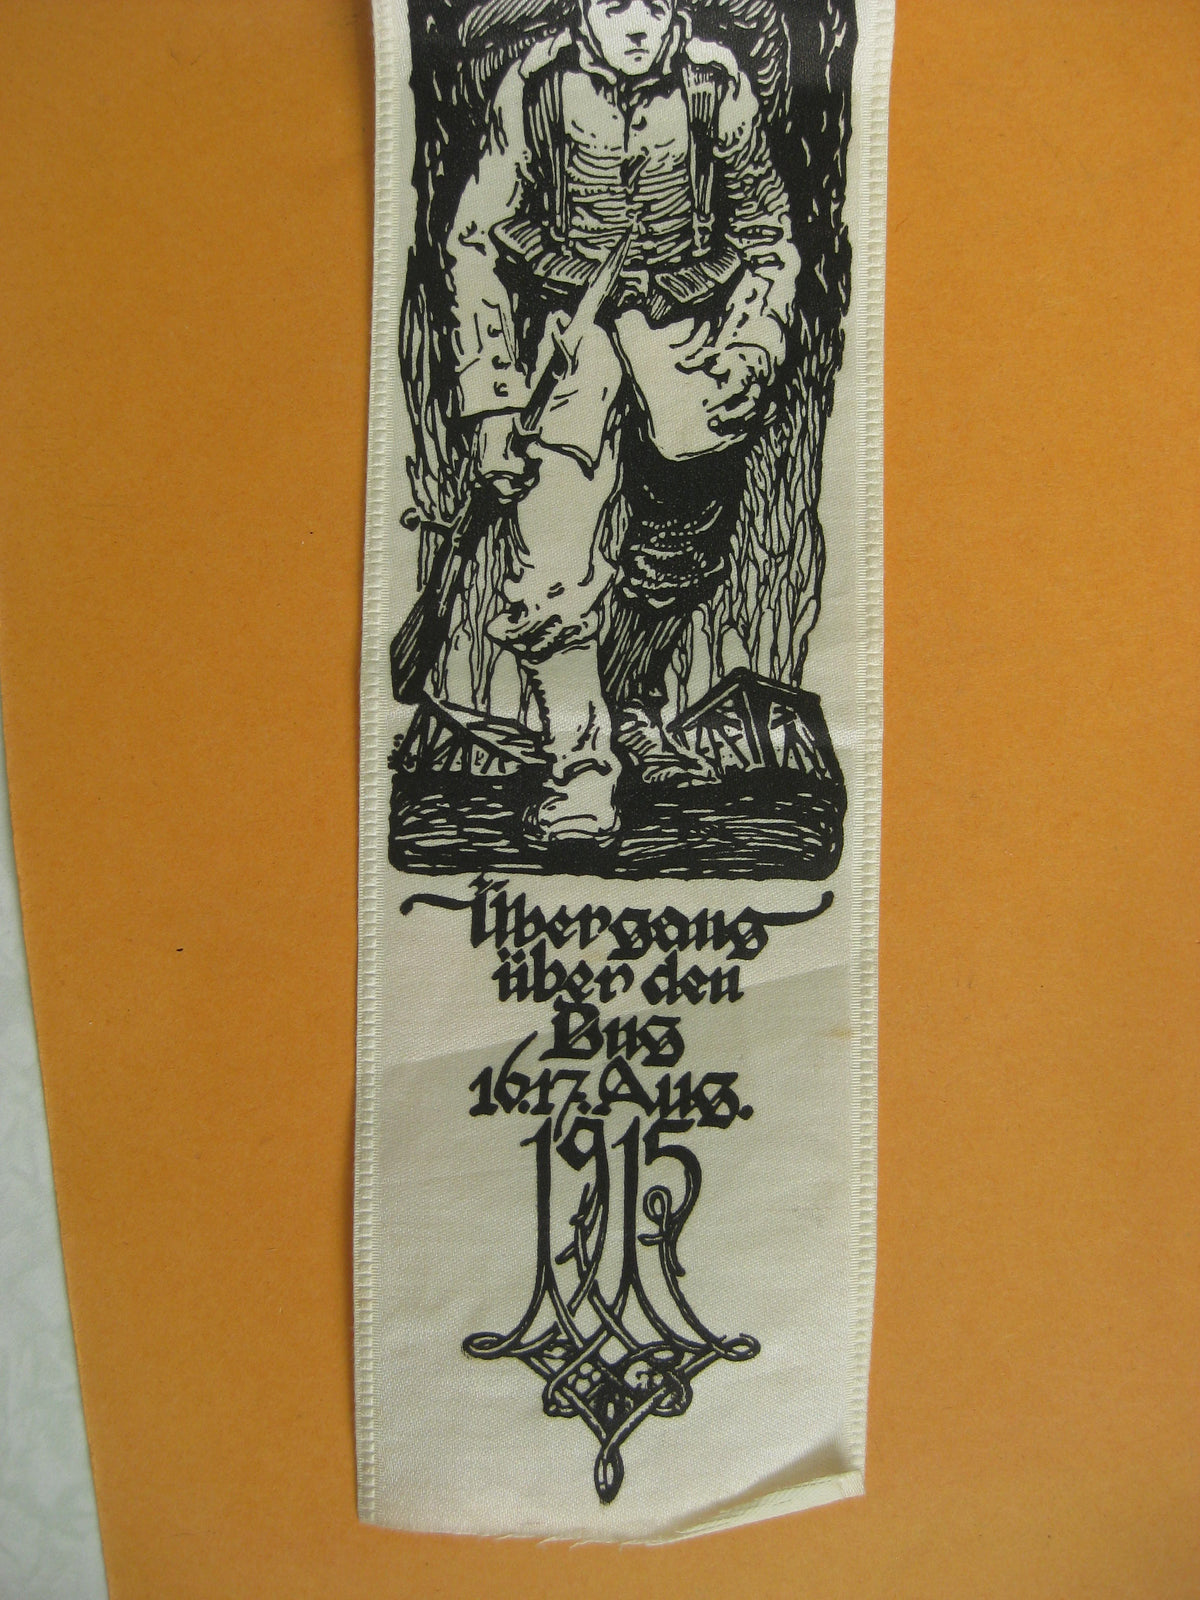 Übergang
über den
Bug
16.17. Aug.
1915